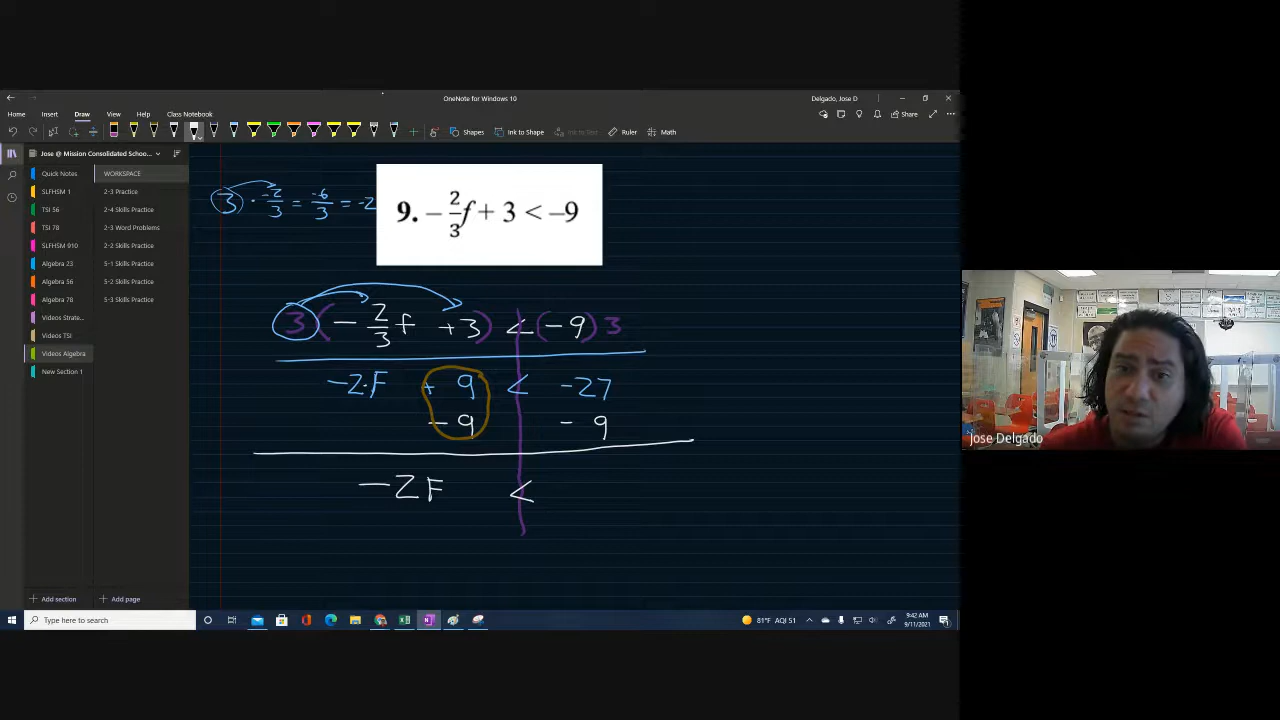 OneNote for Windows 10
Delgado, Jose D
Home Insert Draw View Help Class Notebook
Shapes Ink to Shape Ink to Text Ruler Math Share
Jose @ Mission Consolidated Schoo...
Quick Notes
SLFHSM 1
TSI 56
TSI 78
SLFHSM 910
Algebra 23
Algebra 56
Algebra 78
Videos Strate...
Videos TSI
Videos Algebra
New Section 1
WORKSPACE
2-3 Practice
2-4 Skills Practice
2-3 Word Problems
2-2 Skills Practice
5-1 Skills Practice
5-2 Skills Practice
5-3 Skills Practice
3 · -2/3 = -6/3 = -2
9. – 2/3 f + 3 < –9
3 ( – 2/3 f + 3 ) < ( – 9 ) 3
-2·F + 9 < -27
- 9 - 9
-2F <
Jose Delgado
Add section Add page
Type here to search
81°F AQI 51
9:42 AM
9/11/2021